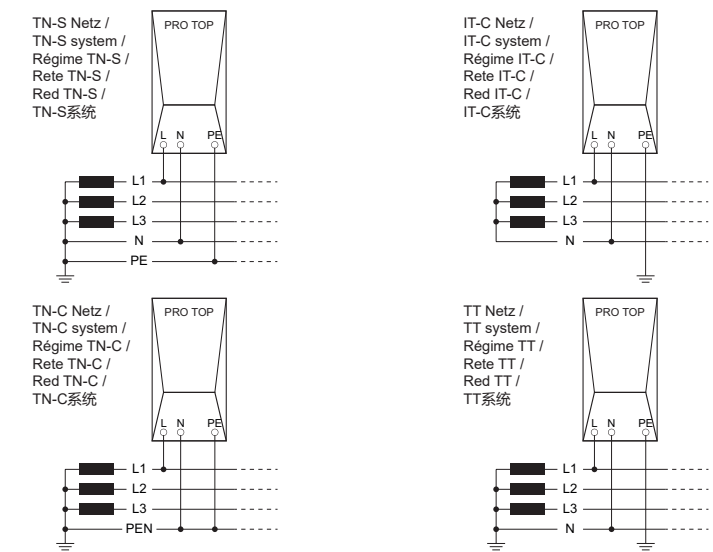 TN-S Netz /
TN-S system /
Régime TN-S /
Rete TN-S /
Red TN-S /
TN-S系统
PRO TOP
L N PE
L1
L2
L3
N
PE
IT-C Netz /
IT-C system /
Régime IT-C /
Rete IT-C /
Red IT-C /
IT-C系统
PRO TOP
L N PE
L1
L2
L3
N
TN-C Netz /
TN-C system /
Régime TN-C /
Rete TN-C /
Red TN-C /
TN-C系统
PRO TOP
L N PE
L1
L2
L3
PEN
TT Netz /
TT system /
Régime TT /
Rete TT /
Red TT /
TT系统
PRO TOP
L N PE
L1
L2
L3
N